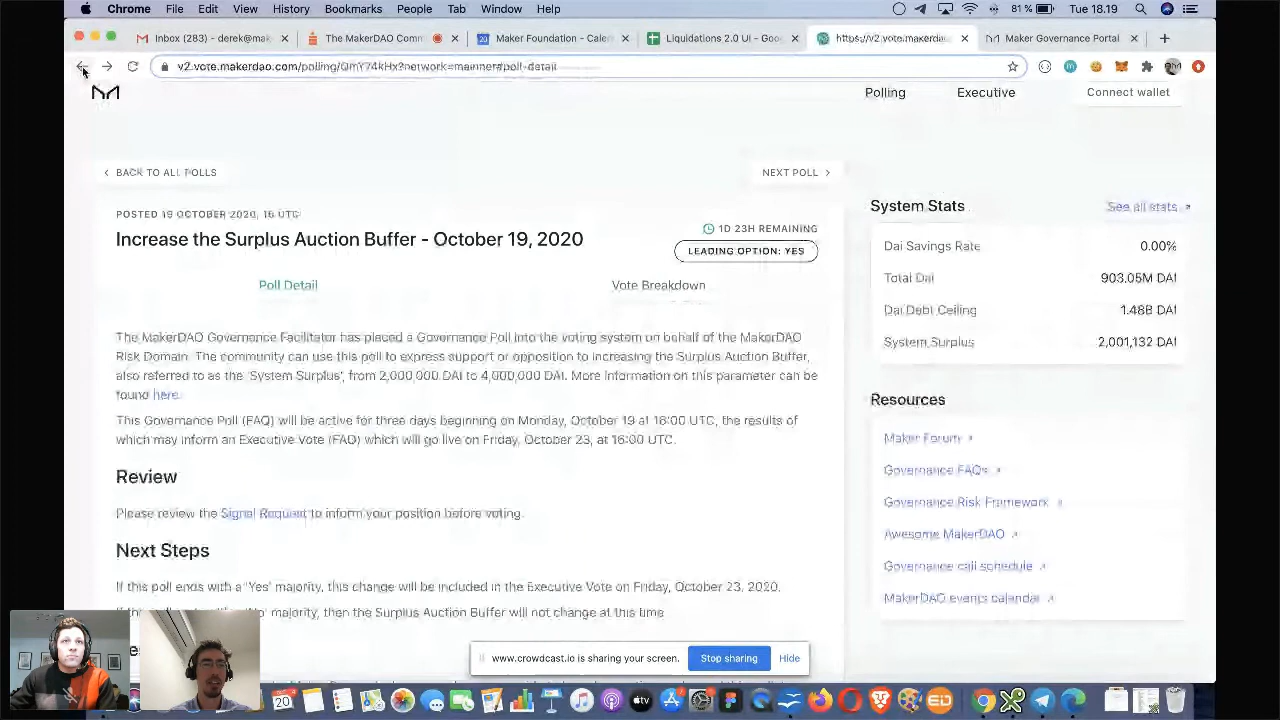 Chrome File Edit View History Bookmarks People Tab Window Help 81% Tue 18.19
Inbox (283) - derek@mak × The MakerDAO Com × Maker Foundation - Cale × Liquidations 2.0 UI - Goo × https://v2.vote.makerda × Maker Governance Portal × +
v2.vote.makerdao.com/polling/QmY74kHx?network=mainnet#poll-detail
Polling Executive Connect wallet
BACK TO ALL POLLS NEXT POLL
POSTED 19 OCTOBER 2020, 16 UTC
1D 23H REMAINING
Increase the Surplus Auction Buffer - October 19, 2020
LEADING OPTION: YES
Poll Detail Vote Breakdown
The MakerDAO Governance Facilitator has placed a Governance Poll into the voting system on behalf of the MakerDAO
Risk Domain. The community can use this poll to express support or opposition to increasing the Surplus Auction Buffer,
also referred to as the 'System Surplus', from 2,000,000 DAI to 4,000,000 DAI. More information on this parameter can be
found here.
This Governance Poll (FAQ) will be active for three days beginning on Monday, October 19 at 16:00 UTC, the results of
which may inform an Executive Vote (FAQ) which will go live on Friday, October 23, at 16:00 UTC.
Review
Please review the Signal Request to inform your position before voting.
Next Steps
If this poll ends with a 'Yes' majority, this change will be included in the Executive Vote on Friday, October 23, 2020.
majority, then the Surplus Auction Buffer will not change at this time
System Stats See all stats
Dai Savings Rate 0.00%
Total Dai 903.05M DAI
Dai Debt Ceiling 1.48B DAI
System Surplus 2,001,132 DAI
Resources
Maker Forum
Governance FAQs
Governance Risk Framework
Awesome MakerDAO
Governance call schedule
MakerDAO events calendar
www.crowdcast.io is sharing your screen. Stop sharing Hide
20